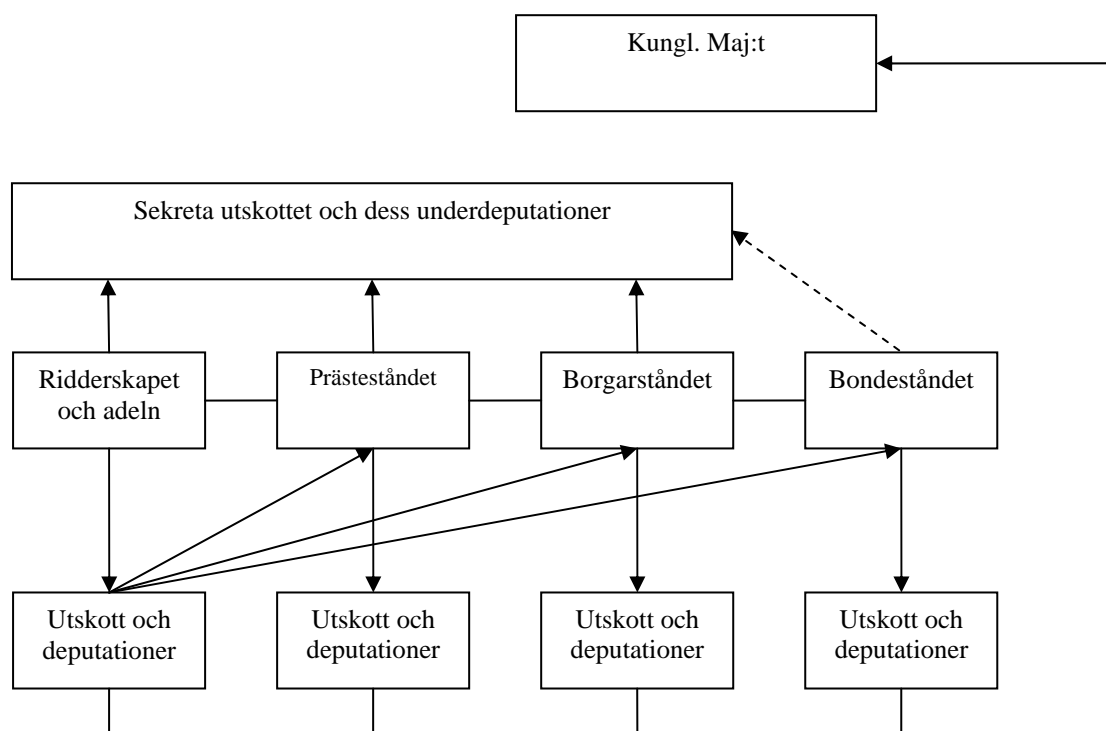 Kungl. Maj:t
Sekreta utskottet och dess underdeputationer
Ridderskapet
och adeln
Prästeståndet
Borgarståndet
Bondeståndet
Utskott och
deputationer
Utskott och
deputationer
Utskott och
deputationer
Utskott och
deputationer